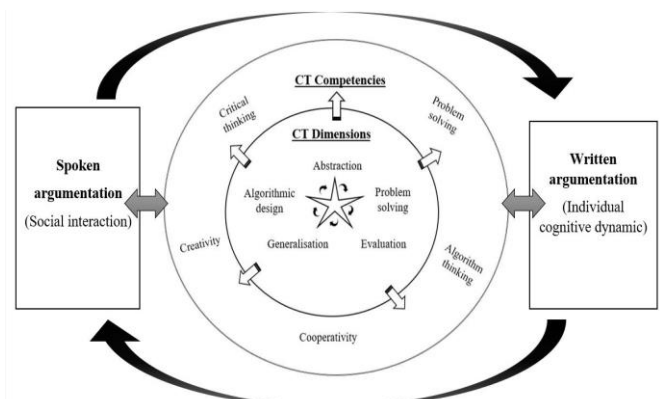 CT Competencies
Critical
thinking
Problem
solving
CT Dimensions
Spoken
argumentation
(Social interaction)
Abstraction
Algorithmic
design
Problem
solving
Generalisation
Evaluation
Written
argumentation
(Individual
cognitive dynamic)
Creativity
Algorithm
thinking
Cooperativity